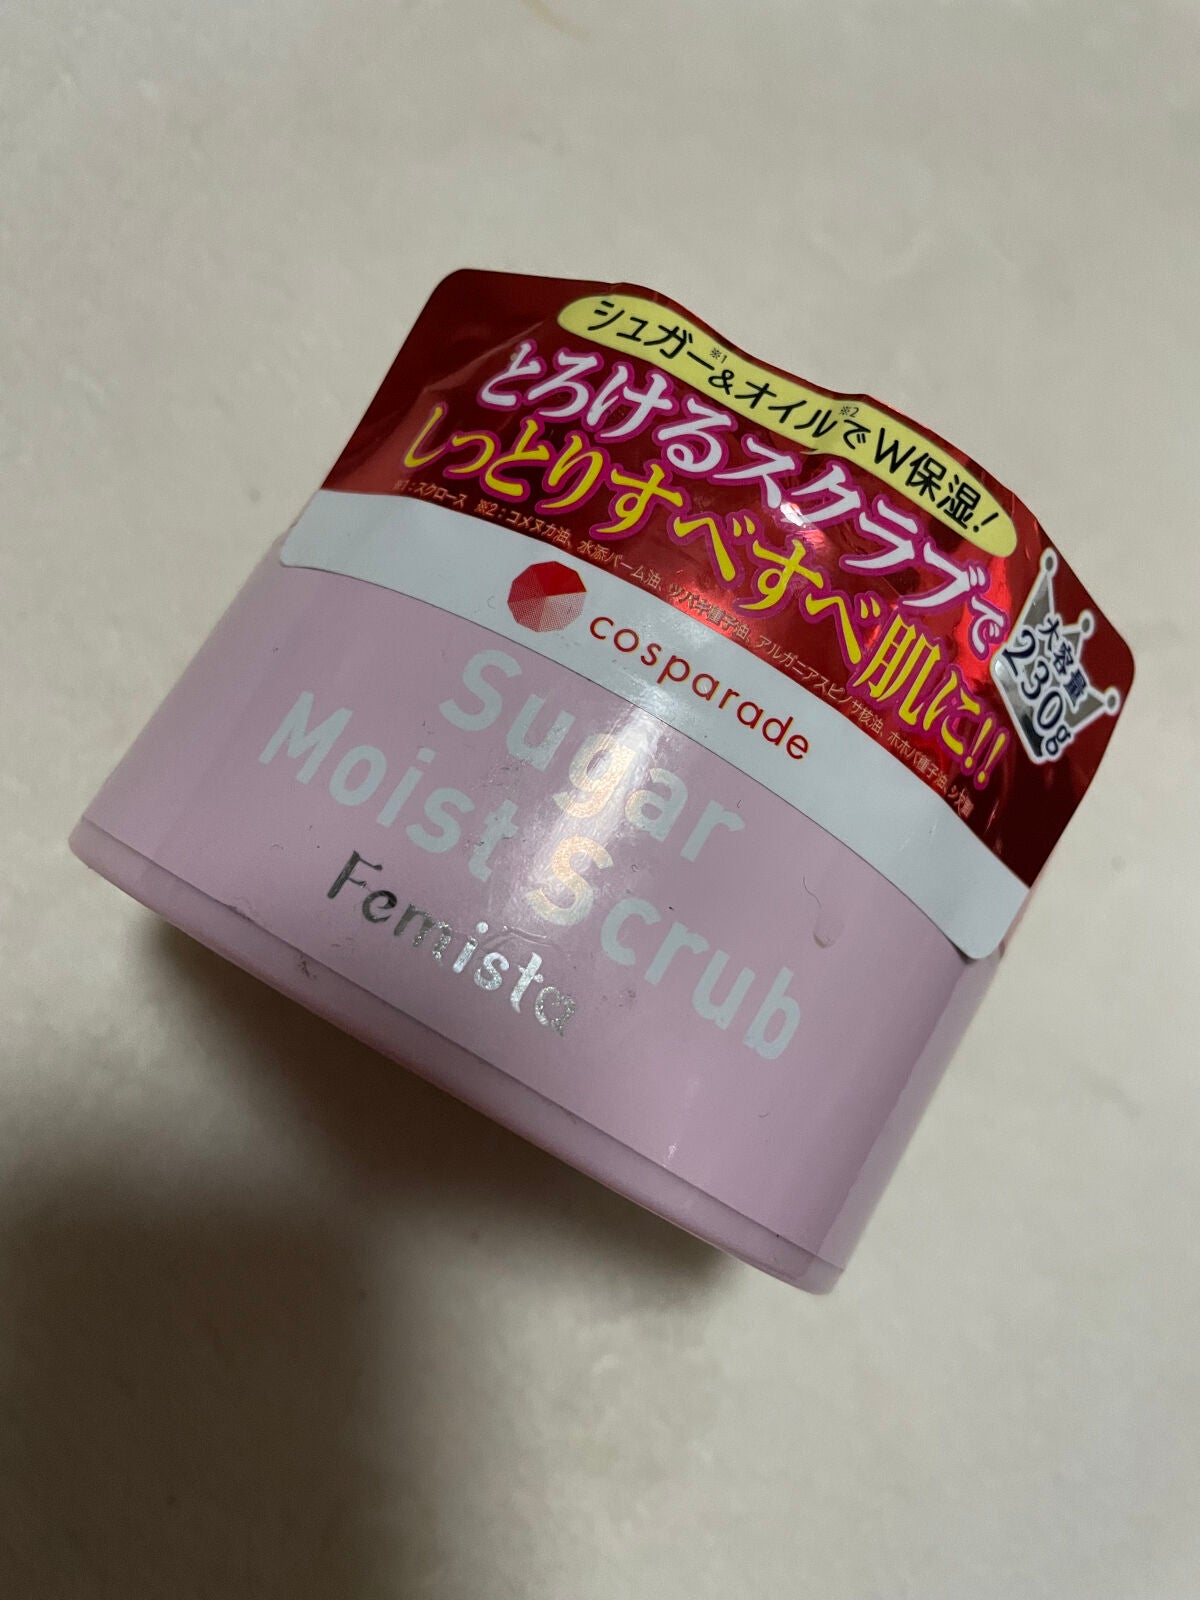 シュガー※1&オイル※2でW保湿!
とろけるスクラブで
しっとりすべすべ肌に!!
※1:スクロース ※2:コメヌカ油、水添パーム油、ツバキ種子油、アルガニアスピノサ核油、ホホバ種子油、
大容量
230g
cosparade
Sugar
Moist Scrub
Femista